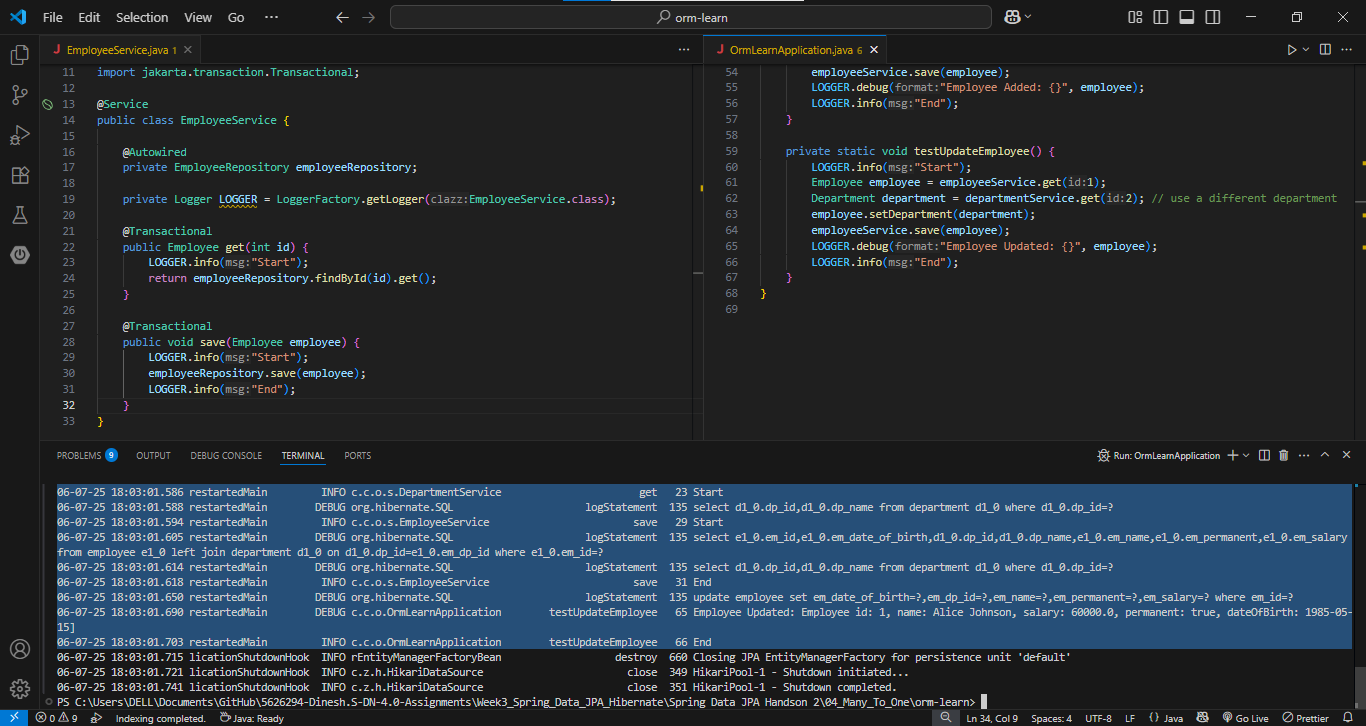 File Edit Selection View Go ··· orm-learn
EmployeeService.java 1
11 import jakarta.transaction.Transactional;
12
13 @Service
14 public class EmployeeService {
15
16 @Autowired
17 private EmployeeRepository employeeRepository;
18
19 private Logger LOGGER = LoggerFactory.getLogger(clazz:EmployeeService.class);
20
21 @Transactional
22 public Employee get(int id) {
23 LOGGER.info(msg:"Start");
24 return employeeRepository.findById(id).get();
25 }
26
27 @Transactional
28 public void save(Employee employee) {
29 LOGGER.info(msg:"Start");
30 employeeRepository.save(employee);
31 LOGGER.info(msg:"End");
32 }
33 }
OrmLearnApplication.java 6
54 employeeService.save(employee);
55 LOGGER.debug(format:"Employee Added: {}", employee);
56 LOGGER.info(msg:"End");
57 }
58
59 private static void testUpdateEmployee() {
60 LOGGER.info(msg:"Start");
61 Employee employee = employeeService.get(id:1);
62 Department department = departmentService.get(id:2); // use a different department
63 employee.setDepartment(department);
64 employeeService.save(employee);
65 LOGGER.debug(format:"Employee Updated: {}", employee);
66 LOGGER.info(msg:"End");
67 }
68 }
69
PROBLEMS 9 OUTPUT DEBUG CONSOLE TERMINAL PORTS Run: OrmLearnApplication
06-07-25 18:03:01.586 restartedMain INFO c.c.o.s.DepartmentService get 23 Start
06-07-25 18:03:01.588 restartedMain DEBUG org.hibernate.SQL logStatement 135 select d1_0.dp_id,d1_0.dp_name from department d1_0 where d1_0.dp_id=?
06-07-25 18:03:01.594 restartedMain INFO c.c.o.s.EmployeeService save 29 Start
06-07-25 18:03:01.605 restartedMain DEBUG org.hibernate.SQL logStatement 135 select e1_0.em_id,e1_0.em_date_of_birth,d1_0.dp_id,d1_0.dp_name,e1_0.em_name,e1_0.em_permanent,e1_0.em_salary
from employee e1_0 left join department d1_0 on d1_0.dp_id=e1_0.em_dp_id where e1_0.em_id=?
06-07-25 18:03:01.614 restartedMain DEBUG org.hibernate.SQL logStatement 135 select d1_0.dp_id,d1_0.dp_name from department d1_0 where d1_0.dp_id=?
06-07-25 18:03:01.618 restartedMain INFO c.c.o.s.EmployeeService save 31 End
06-07-25 18:03:01.650 restartedMain DEBUG org.hibernate.SQL logStatement 135 update employee set em_date_of_birth=?,em_dp_id=?,em_name=?,em_permanent=?,em_salary=? where em_id=?
06-07-25 18:03:01.690 restartedMain DEBUG c.c.o.OrmLearnApplication testUpdateEmployee 65 Employee Updated: Employee id: 1, name: Alice Johnson, salary: 60000.0, permanent: true, dateOfBirth: 1985-05-
15]
06-07-25 18:03:01.703 restartedMain INFO c.c.o.OrmLearnApplication testUpdateEmployee 66 End
06-07-25 18:03:01.715 licationShutdownHook INFO rEntityManagerFactoryBean destroy 660 Closing JPA EntityManagerFactory for persistence unit 'default'
06-07-25 18:03:01.721 licationShutdownHook INFO c.z.h.HikariDataSource close 349 HikariPool-1 - Shutdown initiated...
06-07-25 18:03:01.741 licationShutdownHook INFO c.z.h.HikariDataSource close 351 HikariPool-1 - Shutdown completed.
PS C:\Users\DELL\Documents\GitHub\5626294-Dinesh.S-DN-4.0-Assignments\Week3_Spring_Data_JPA_Hibernate\Spring Data JPA Handson 2\04_Many_To_One\orm-learn>
0 9 Indexing completed. Java: Ready Ln 34, Col 9 Spaces: 4 UTF-8 LF {} Java Go Live Prettier